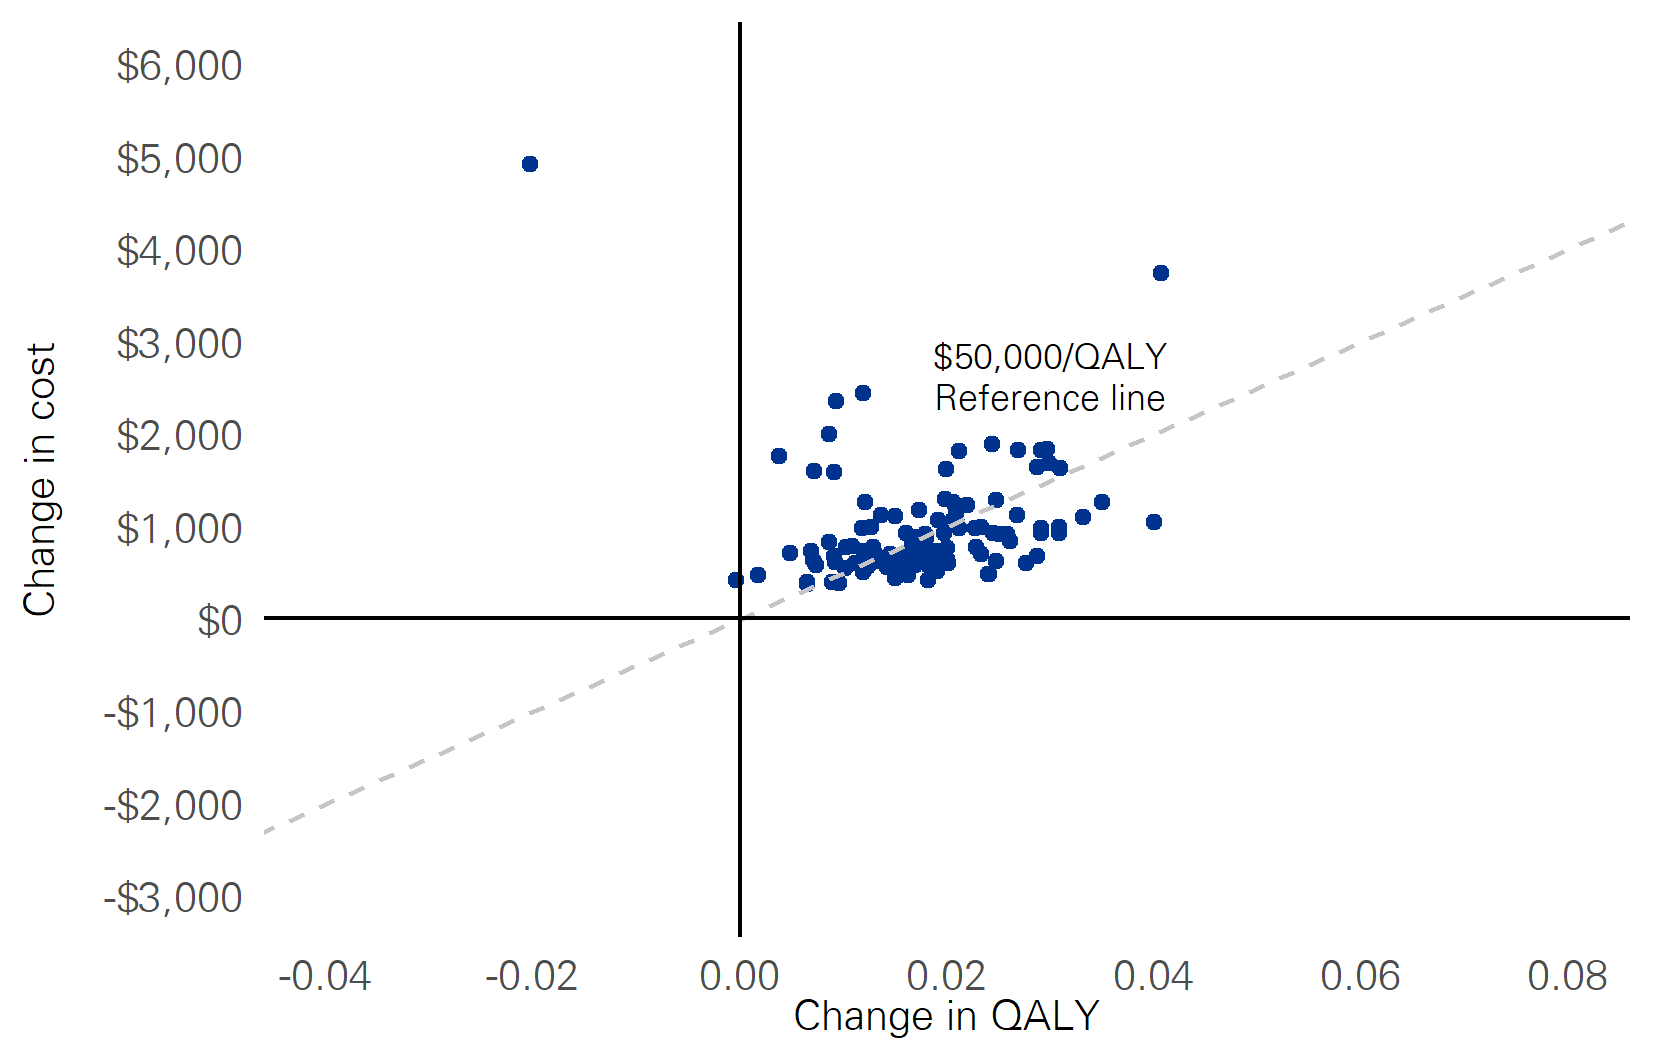 $6,000
$5,000
$4,000
$3,000
$2,000
$1,000
$0
-$1,000
-$2,000
-$3,000
Change in cost
$50,000/QALY
Reference line
-0.04 -0.02 0.00 0.02 0.04 0.06 0.08
Change in QALY